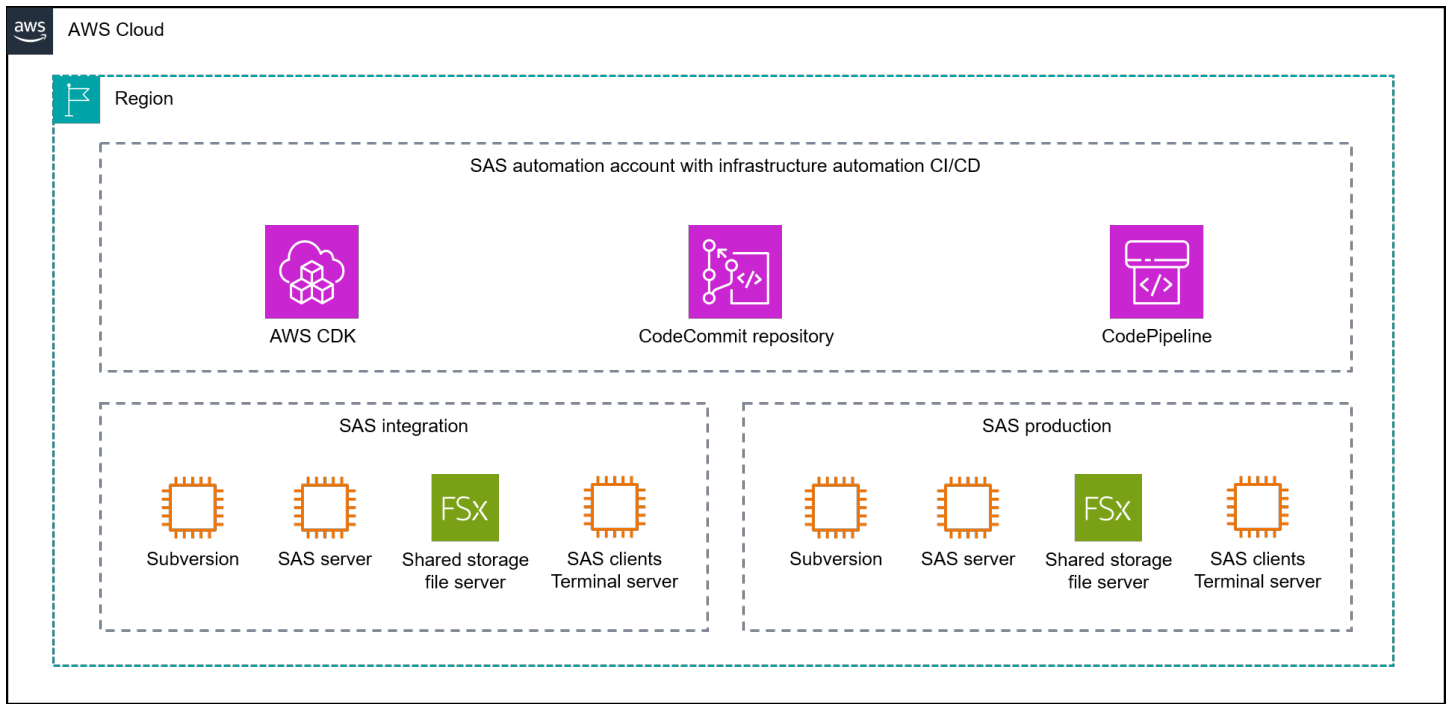 aws
AWS Cloud
Region
SAS automation account with infrastructure automation CI/CD
</>
</>
AWS CDK
CodeCommit repository
CodePipeline
SAS integration
FSx
Subversion
SAS server
Shared storage
file server
SAS clients
Terminal server
SAS production
FSx
Subversion
SAS server
Shared storage
file server
SAS clients
Terminal server